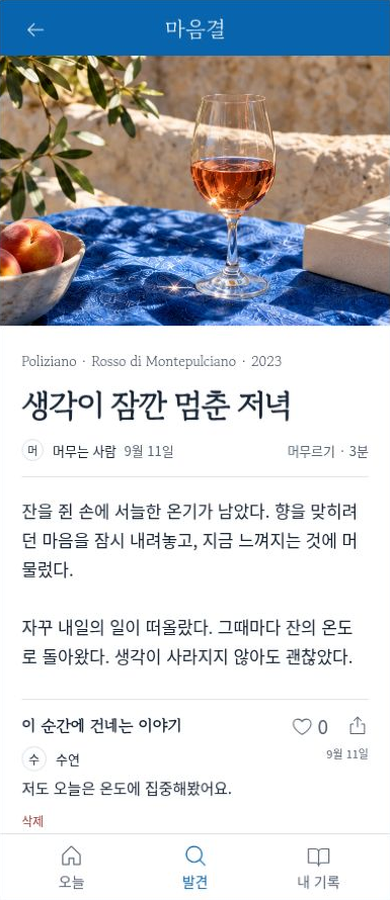 마음결
Poliziano · Rosso di Montepulciano · 2023
생각이 잠깐 멈춘 저녁
머 머무는 사람 9월 11일 머무르기 · 3분
잔을 쥔 손에 서늘한 온기가 남았다. 향을 맞히려
던 마음을 잠시 내려놓고, 지금 느껴지는 것에 머
물렀다.
자꾸 내일의 일이 떠올랐다. 그때마다 잔의 온도
로 돌아왔다. 생각이 사라지지 않아도 괜찮았다.
이 순간에 건네는 이야기 0
수 수연 9월 11일
저도 오늘은 온도에 집중해봤어요.
삭제
오늘 발견 내 기록